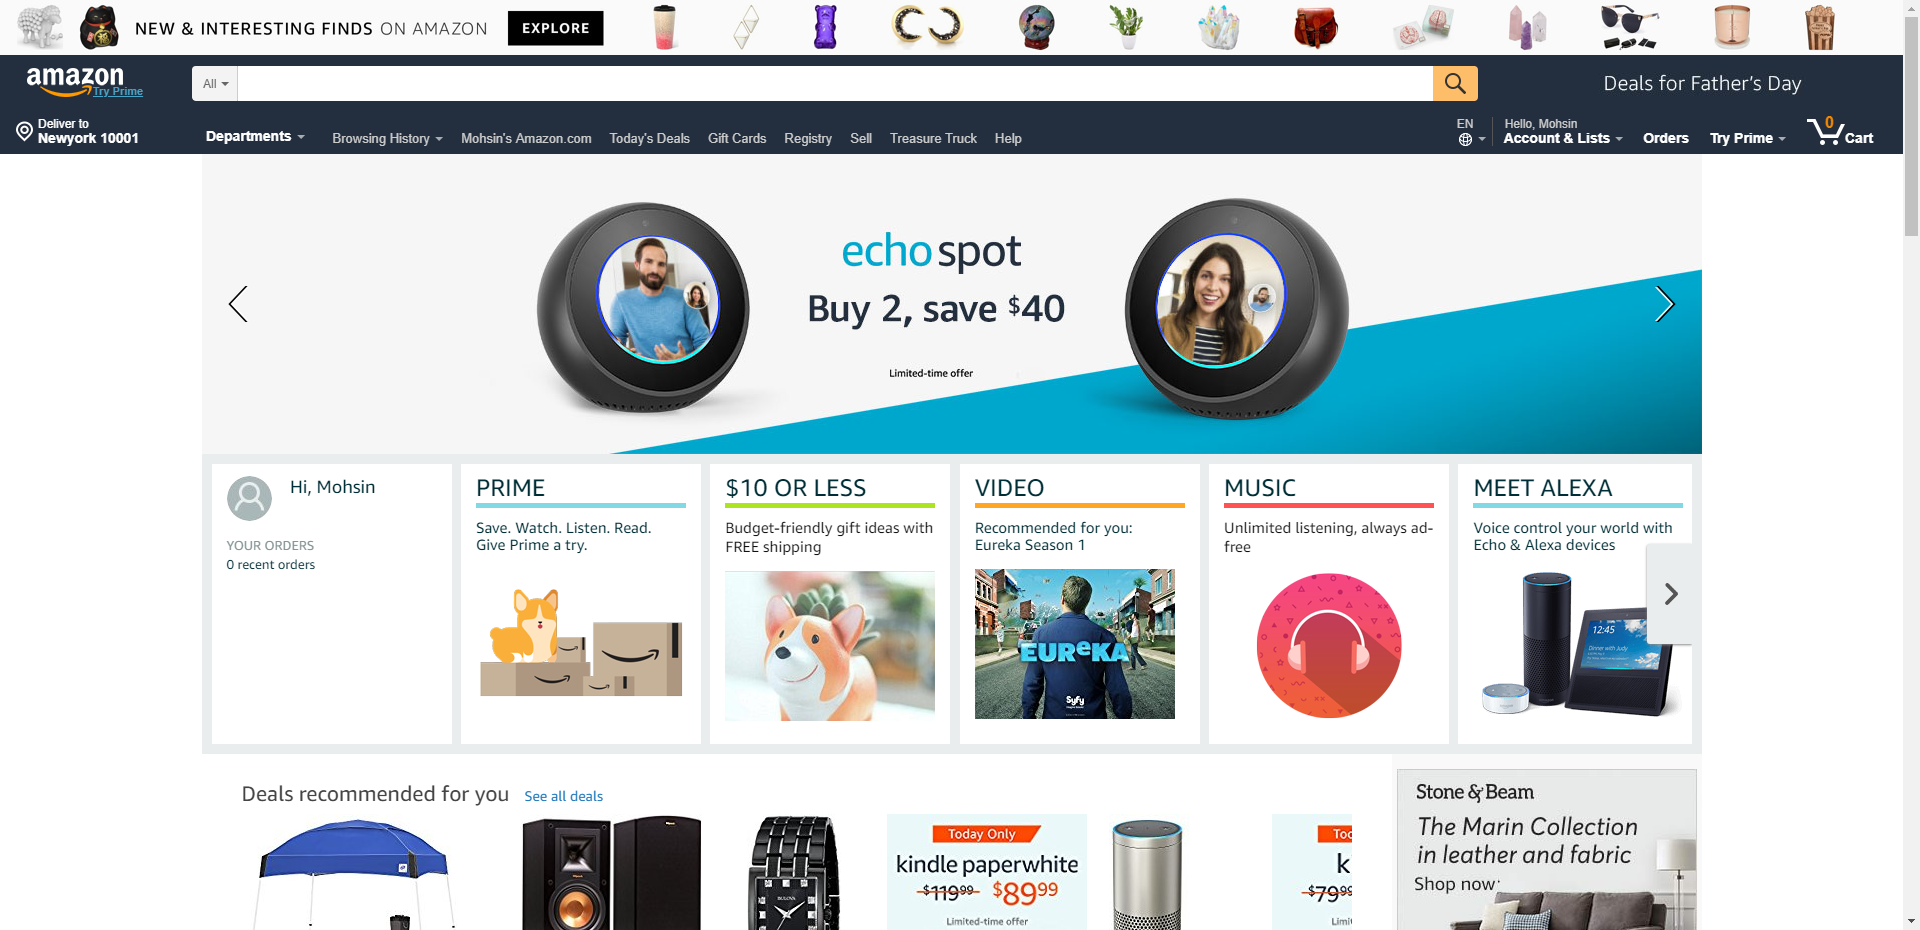 NEW & INTERESTING FINDS ON AMAZON EXPLORE
amazon
Try Prime
All
Deals for Father's Day
Deliver to
Newyork 10001
Departments Browsing History Mohsin's Amazon.com Today's Deals Gift Cards Registry Sell Treasure Truck Help
EN
Hello, Mohsin
Account & Lists Orders Try Prime 0 Cart
echo spot
Buy 2, save $40
Limited-time offer
Hi, Mohsin
YOUR ORDERS
0 recent orders
PRIME
Save. Watch. Listen. Read.
Give Prime a try.
$10 OR LESS
Budget-friendly gift ideas with
FREE shipping
VIDEO
Recommended for you:
Eureka Season 1
EUReKA
Syfy
MUSIC
Unlimited listening, always ad-
free
MEET ALEXA
Voice control your world with
Echo & Alexa devices
12:45
Dinner with Judy
Deals recommended for you See all deals
BULOVA
Today Only
kindle paperwhite
$119.99 $89.99
Limited-time offer
Too
k
$79.99
Limi
Stone & Beam
The Marin Collection
in leather and fabric
Shop now